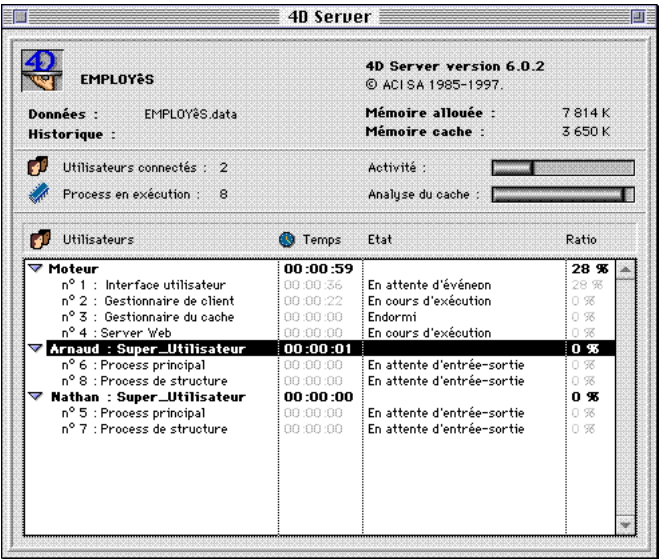 4D Server
4D
EMPLOYêS
4D Server version 6.0.2
© ACI SA 1985-1997.
Données : EMPLOYêS.data
Mémoire allouée : 7 814 K
Historique :
Mémoire cache : 3 650 K
Utilisateurs connectés : 2
Activité :
Process en exécution : 8
Analyse du cache :
Utilisateurs Temps Etat Ratio
Moteur 00:00:59 28 %
n° 1 : Interface utilisateur 00:00:36 En attente d'événepn 28 %
n° 2 : Gestionnaire de client 00:00:22 En cours d'exécution 0 %
n° 3 : Gestionnaire du cache 00:00:00 Endormi 0 %
n° 4 : Server Web 00:00:00 En cours d'exécution 0 %
Arnaud : Super_Utilisateur 00:00:01 0 %
n° 6 : Process principal 00:00:00 En attente d'entrée-sortie 0 %
n° 8 : Process de structure 00:00:00 En attente d'entrée-sortie 0 %
Nathan : Super_Utilisateur 00:00:00 0 %
n° 5 : Process principal 00:00:00 En attente d'entrée-sortie 0 %
n° 7 : Process de structure 00:00:00 En attente d'entrée-sortie 0 %